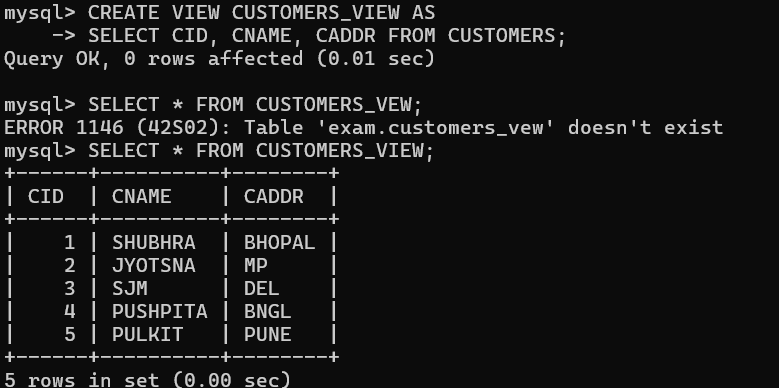 mysql> CREATE VIEW CUSTOMERS_VIEW AS
    -> SELECT CID, CNAME, CADDR FROM CUSTOMERS;
Query OK, 0 rows affected (0.01 sec)

mysql> SELECT * FROM CUSTOMERS_VEW;
ERROR 1146 (42S02): Table 'exam.customers_vew' doesn't exist
mysql> SELECT * FROM CUSTOMERS_VIEW;
+------+----------+--------+
| CID  | CNAME    | CADDR  |
+------+----------+--------+
|    1 | SHUBHRA  | BHOPAL |
|    2 | JYOTSNA  | MP     |
|    3 | SJM      | DEL    |
|    4 | PUSHPITA | BNGL   |
|    5 | PULKIT   | PUNE   |
+------+----------+--------+
5 rows in set (0.00 sec)